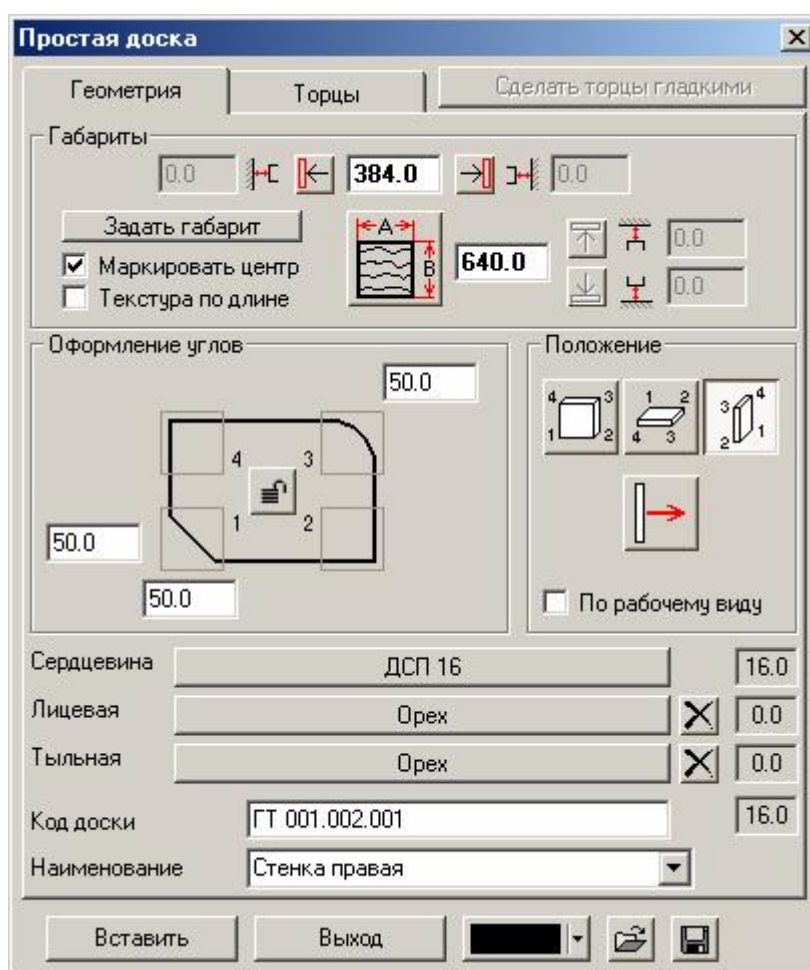 Простая доска
Геометрия Торцы Сделать торцы гладкими
Габариты
0.0 384.0 0.0
Задать габарит A
B 640.0 0.0
Маркировать центр
Текстура по длине 0.0
Оформление углов Положение
50.0
4 3 1 2 4
1 2 4 3 3 1 2
4 3
1 2
50.0
50.0 По рабочему виду
Сердцевина ДСП 16 16.0
Лицевая Орех 0.0
Тыльная Орех 0.0
Код доски ГТ 001.002.001 16.0
Наименование Стенка правая
Вставить Выход